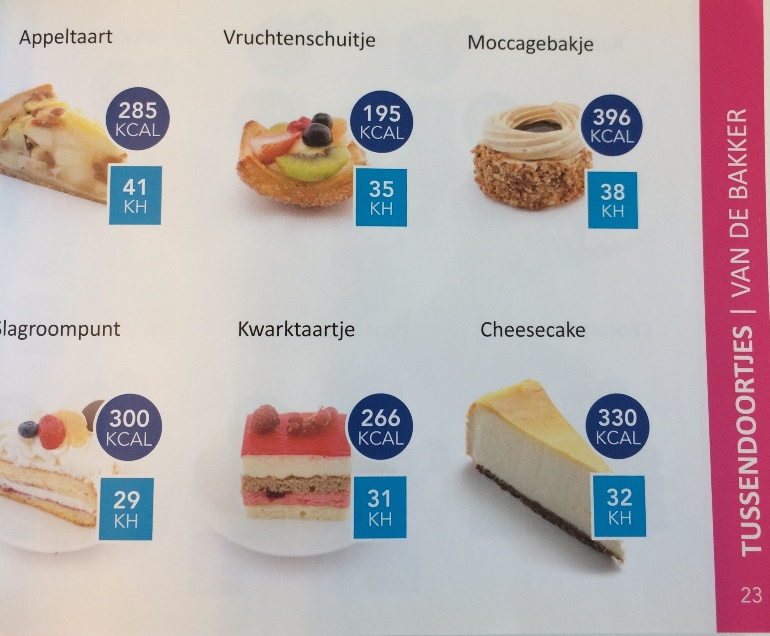 Appeltaart
285
KCAL
41
KH
Vruchtenschuitje
195
KCAL
35
KH
Moccagebakje
396
KCAL
38
KH
Slagroompunt
300
KCAL
29
KH
Kwarktaartje
266
KCAL
31
KH
Cheesecake
330
KCAL
32
KH
TUSSENDOORTJES | VAN DE BAKKER
23